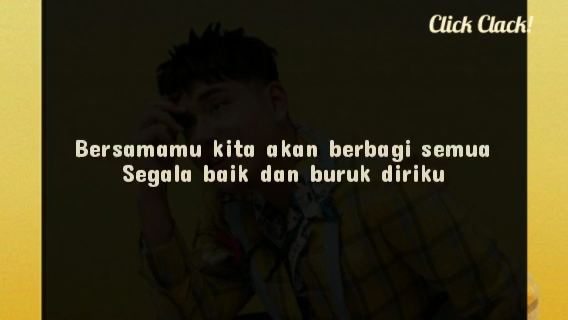 Click Clack!
Bersamamu kita akan berbagi semua
Segala baik dan buruk diriku